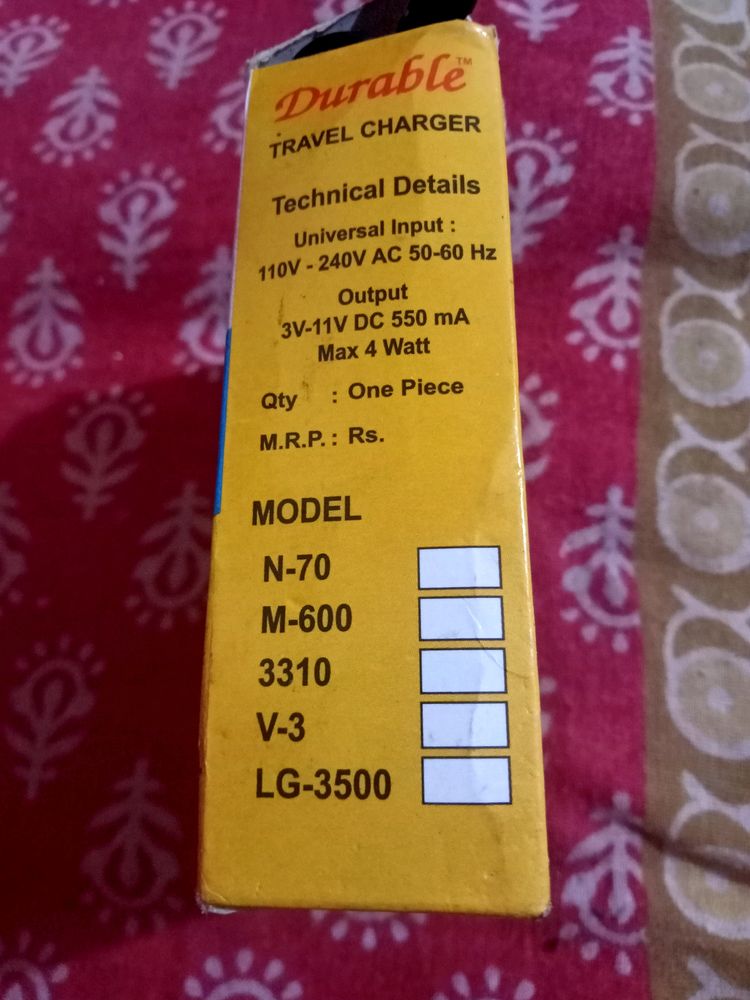 Durable™
TRAVEL CHARGER
Technical Details
Universal Input :
110V - 240V AC 50-60 Hz
Output
3V-11V DC 550 mA
Max 4 Watt
Qty : One Piece
M.R.P. : Rs.
MODEL
N-70
M-600
3310
V-3
LG-3500